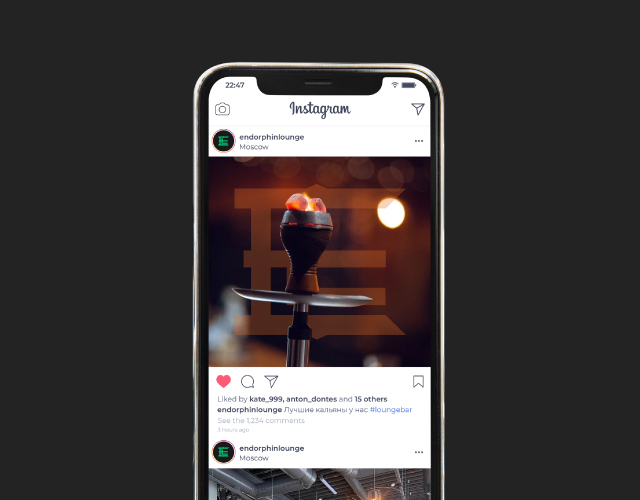 22:47
Instagram
endorphinlounge
Moscow
Liked by kate_999, anton_dontes and 15 others
endorphinlounge Лучшие кальяны у нас #loungebar
See the 1,234 comments
3 hours ago
endorphinlounge
Moscow